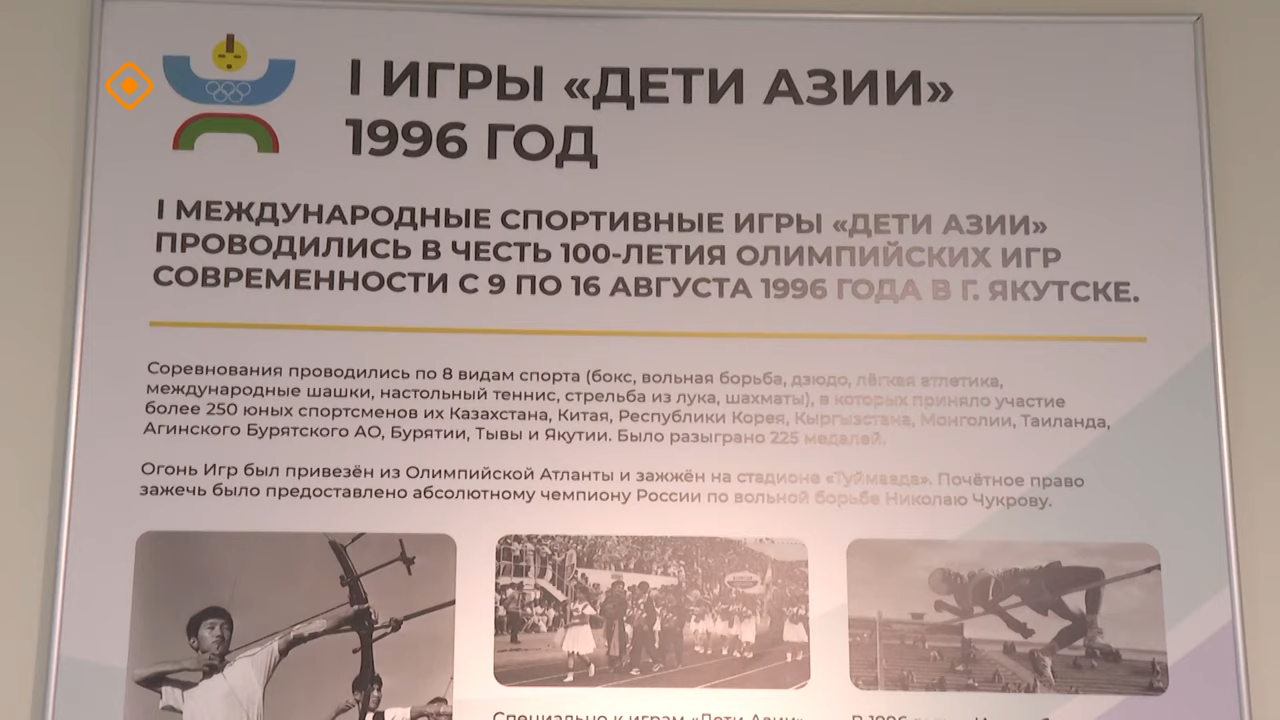 I ИГРЫ «ДЕТИ АЗИИ»
1996 ГОД
I МЕЖДУНАРОДНЫЕ СПОРТИВНЫЕ ИГРЫ «ДЕТИ АЗИИ»
ПРОВОДИЛИСЬ В ЧЕСТЬ 100-ЛЕТИЯ ОЛИМПИЙСКИХ ИГР
СОВРЕМЕННОСТИ С 9 ПО 16 АВГУСТА 1996 ГОДА В Г. ЯКУТСКЕ.
Соревнования проводились по 8 видам спорта (бокс, вольная борьба, дзюдо, лёгкая атлетика,
международные шашки, настольный теннис, стрельба из лука, шахматы), в которых приняло участие
более 250 юных спортсменов их Казахстана, Китая, Республики Корея, Кыргызстана, Монголии, Таиланда,
Агинского Бурятского АО, Бурятии, Тывы и Якутии. Было разыграно 225 медалей.
Огонь Игр был привезён из Олимпийской Атланты и зажжён на стадионе «Туймаада». Почётное право
зажечь было предоставлено абсолютному чемпиону России по вольной борьбе Николаю Чукрову.
Специально к играм «Дети Азии»
В 1996